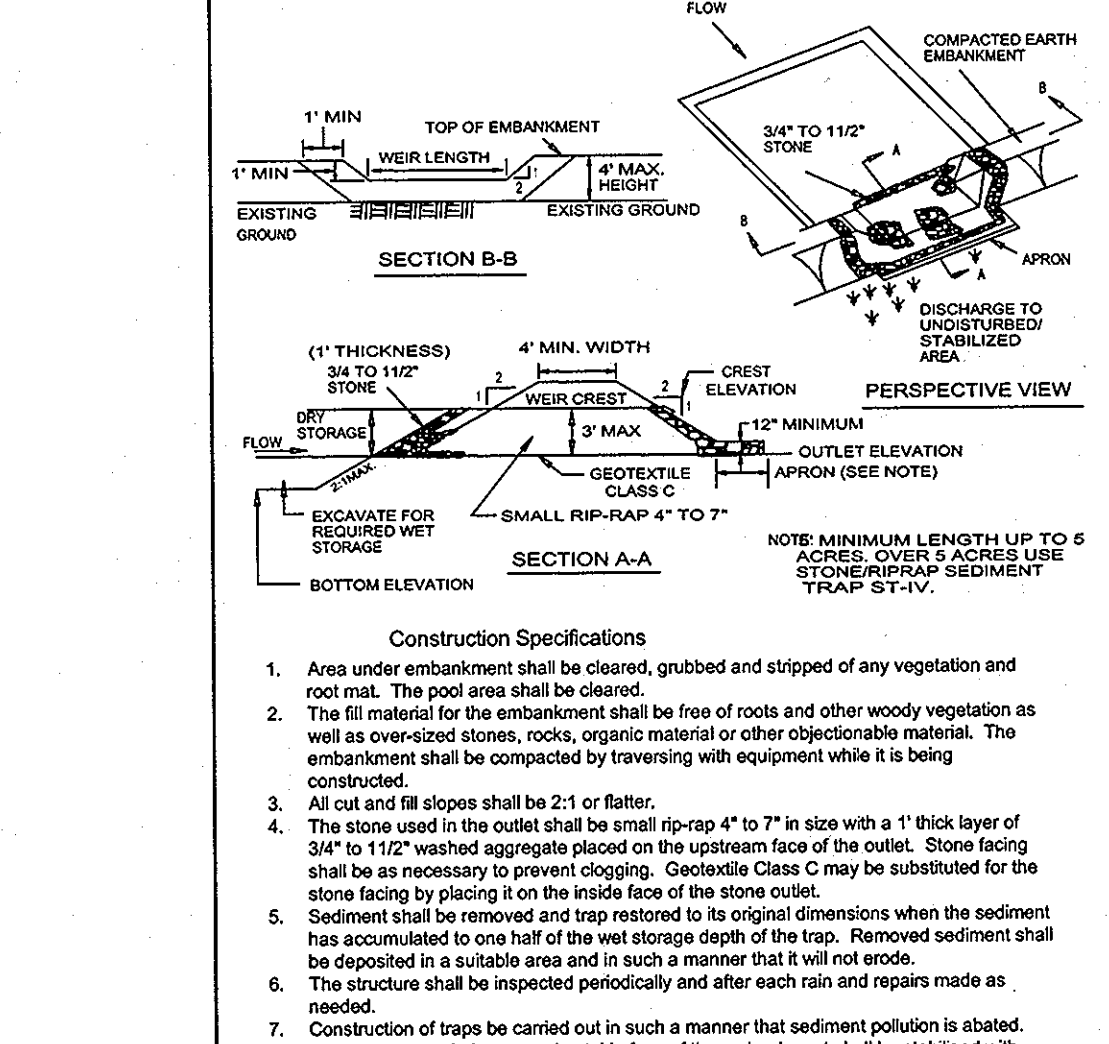 FLOW
COMPACTED EARTH
EMBANKMENT
B
3/4" TO 11/2"
STONE
A
B
A
APRON
DISCHARGE TO
UNDISTURBED/
STABILIZED
AREA
PERSPECTIVE VIEW
1' MIN
TOP OF EMBANKMENT
WEIR LENGTH
1' MIN
1
2
4' MAX.
HEIGHT
EXISTING
GROUND
EXISTING GROUND
SECTION B-B
(1' THICKNESS)
3/4 TO 11/2"
STONE
4' MIN. WIDTH
2
1
2
1
CREST
ELEVATION
WEIR CREST
DRY
STORAGE
FLOW
3' MAX
12" MINIMUM
OUTLET ELEVATION
APRON (SEE NOTE)
2:1 MAX.
GEOTEXTILE
CLASS C
EXCAVATE FOR
REQUIRED WET
STORAGE
SMALL RIP-RAP 4" TO 7"
SECTION A-A
BOTTOM ELEVATION
NOTE: MINIMUM LENGTH UP TO 5
ACRES. OVER 5 ACRES USE
STONE/RIPRAP SEDIMENT
TRAP ST-IV.
Construction Specifications
1. Area under embankment shall be cleared, grubbed and stripped of any vegetation and
root mat. The pool area shall be cleared.
2. The fill material for the embankment shall be free of roots and other woody vegetation as
well as over-sized stones, rocks, organic material or other objectionable material. The
embankment shall be compacted by traversing with equipment while it is being
constructed.
3. All cut and fill slopes shall be 2:1 or flatter.
4. The stone used in the outlet shall be small rip-rap 4" to 7" in size with a 1' thick layer of
3/4" to 11/2" washed aggregate placed on the upstream face of the outlet. Stone facing
shall be as necessary to prevent clogging. Geotextile Class C may be substituted for the
stone facing by placing it on the inside face of the stone outlet.
5. Sediment shall be removed and trap restored to its original dimensions when the sediment
has accumulated to one half of the wet storage depth of the trap. Removed sediment shall
be deposited in a suitable area and in such a manner that it will not erode.
6. The structure shall be inspected periodically and after each rain and repairs made as
needed.
7. Construction of traps be carried out in such a manner that sediment pollution is abated.